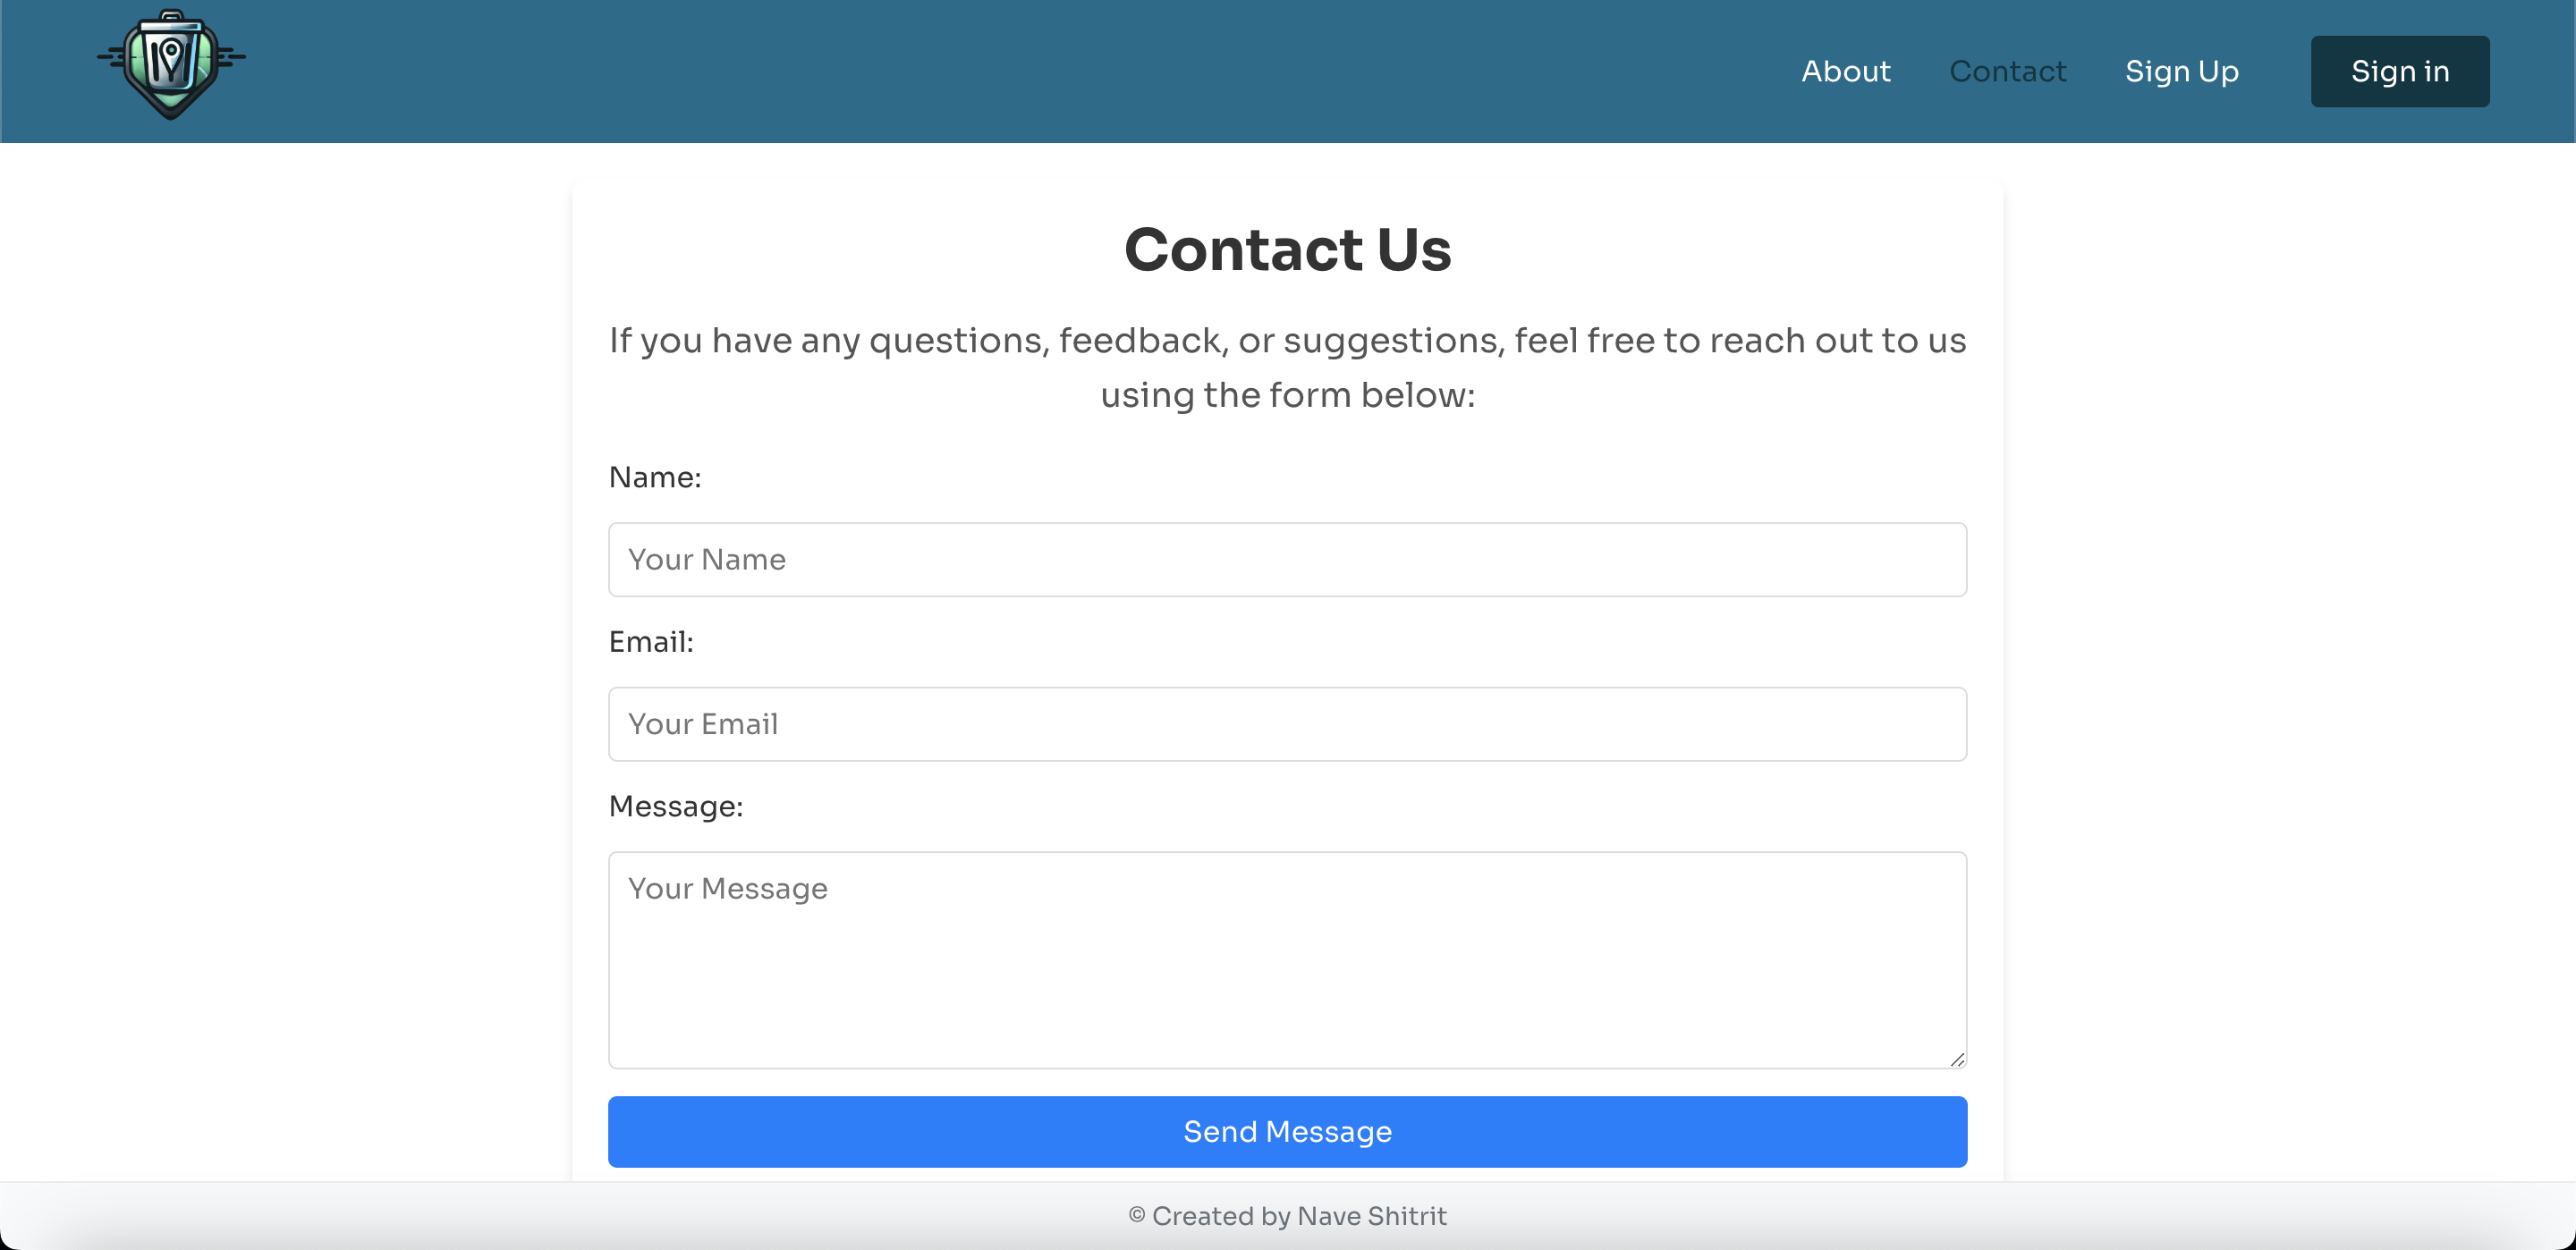 About Contact Sign Up Sign in
Contact Us
If you have any questions, feedback, or suggestions, feel free to reach out to us
using the form below:
Name:
Your Name
Email:
Your Email
Message:
Your Message
Send Message
© Created by Nave Shitrit